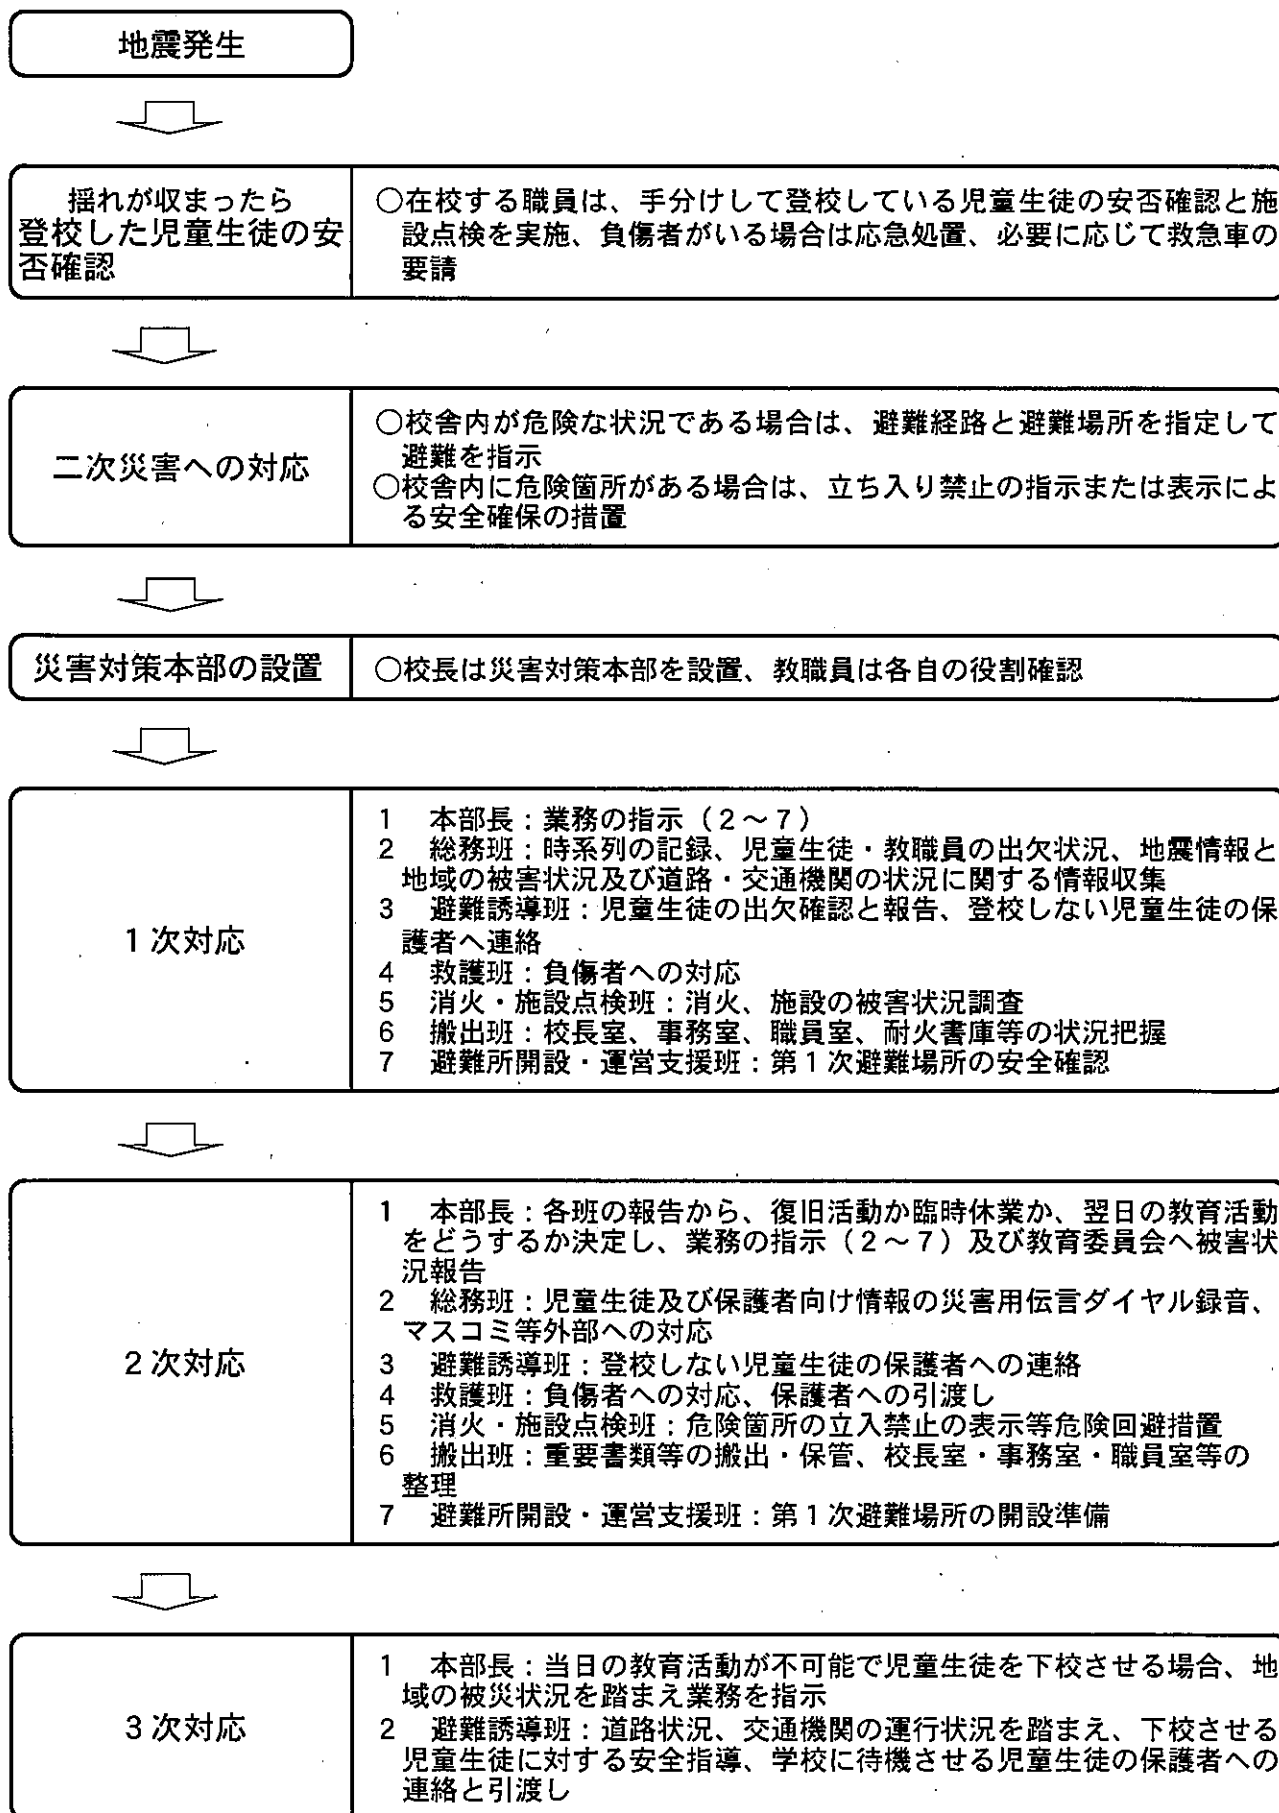 地震発生
揺れが収まったら
登校した児童生徒の安
否確認
○在校する職員は、手分けして登校している児童生徒の安否確認と施
設点検を実施、負傷者がいる場合は応急処置、必要に応じて救急車の
要請
二次災害への対応
○校舎内が危険な状況である場合は、避難経路と避難場所を指定して
避難を指示
○校舎内に危険箇所がある場合は、立ち入り禁止の指示または表示によ
る安全確保の措置
災害対策本部の設置
○校長は災害対策本部を設置、教職員は各自の役割確認
1次対応
1 本部長：業務の指示（2～7）
2 総務班：時系列の記録、児童生徒・教職員の出欠状況、地震情報と
地域の被害状況及び道路・交通機関の状況に関する情報収集
3 避難誘導班：児童生徒の出欠確認と報告、登校しない児童生徒の保
護者へ連絡
4 救護班：負傷者への対応
5 消火・施設点検班：消火、施設の被害状況調査
6 搬出班：校長室、事務室、職員室、耐火書庫等の状況把握
7 避難所開設・運営支援班：第1次避難場所の安全確認
2次対応
1 本部長：各班の報告から、復旧活動か臨時休業か、翌日の教育活動
をどうするか決定し、業務の指示（2～7）及び教育委員会へ被害状
況報告
2 総務班：児童生徒及び保護者向け情報の災害用伝言ダイヤル録音、
マスコミ等外部への対応
3 避難誘導班：登校しない児童生徒の保護者への連絡
4 救護班：負傷者への対応、保護者への引渡し
5 消火・施設点検班：危険箇所の立入禁止の表示等危険回避措置
6 搬出班：重要書類等の搬出・保管、校長室・事務室・職員室等の
整理
7 避難所開設・運営支援班：第1次避難場所の開設準備
3次対応
1 本部長：当日の教育活動が不可能で児童生徒を下校させる場合、地
域の被災状況を踏まえ業務を指示
2 避難誘導班：道路状況、交通機関の運行状況を踏まえ、下校させる
児童生徒に対する安全指導、学校に待機させる児童生徒の保護者への
連絡と引渡し